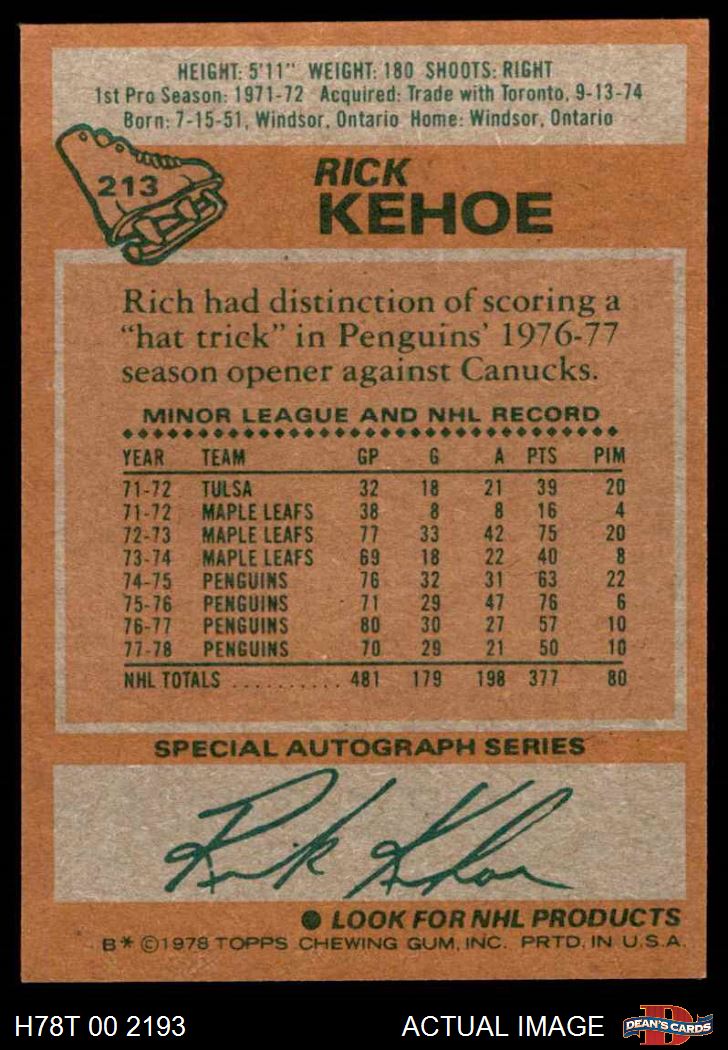 HEIGHT: 5'11" WEIGHT: 180 SHOOTS: RIGHT
1st Pro Season: 1971-72 Acquired: Trade with Toronto, 9-13-74
Born: 7-15-51, Windsor, Ontario Home: Windsor, Ontario
213
RICK
KEHOE
Rich had distinction of scoring a
"hat trick" in Penguins' 1976-77
season opener against Canucks.
MINOR LEAGUE AND NHL RECORD
YEAR TEAM GP G A PTS PIM
71-72 TULSA 32 18 21 39 20
71-72 MAPLE LEAFS 38 8 8 16 4
72-73 MAPLE LEAFS 77 33 42 75 20
73-74 MAPLE LEAFS 69 18 22 40 8
74-75 PENGUINS 76 32 31 63 22
75-76 PENGUINS 71 29 47 76 6
76-77 PENGUINS 80 30 27 57 10
77-78 PENGUINS 70 29 21 50 10
NHL TOTALS .......... 481 179 198 377 80
SPECIAL AUTOGRAPH SERIES
Rick Kehoe
● LOOK FOR NHL PRODUCTS
B* ©1978 TOPPS CHEWING GUM, INC. PRTD. IN U.S.A.
H78T 00 2193 ACTUAL IMAGE D DEAN'S CARDS